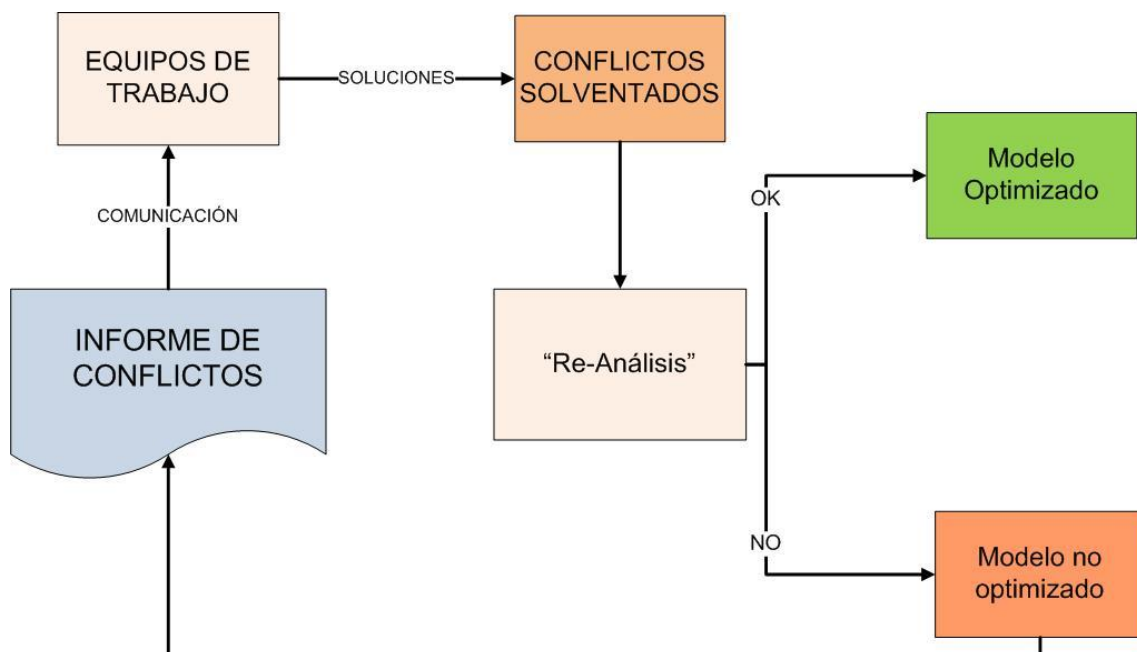 EQUIPOS DE
TRABAJO
SOLUCIONES
CONFLICTOS
SOLVENTADOS
Modelo
Optimizado
OK
COMUNICACIÓN
INFORME DE
CONFLICTOS
“Re-Análisis”
NO
Modelo no
optimizado